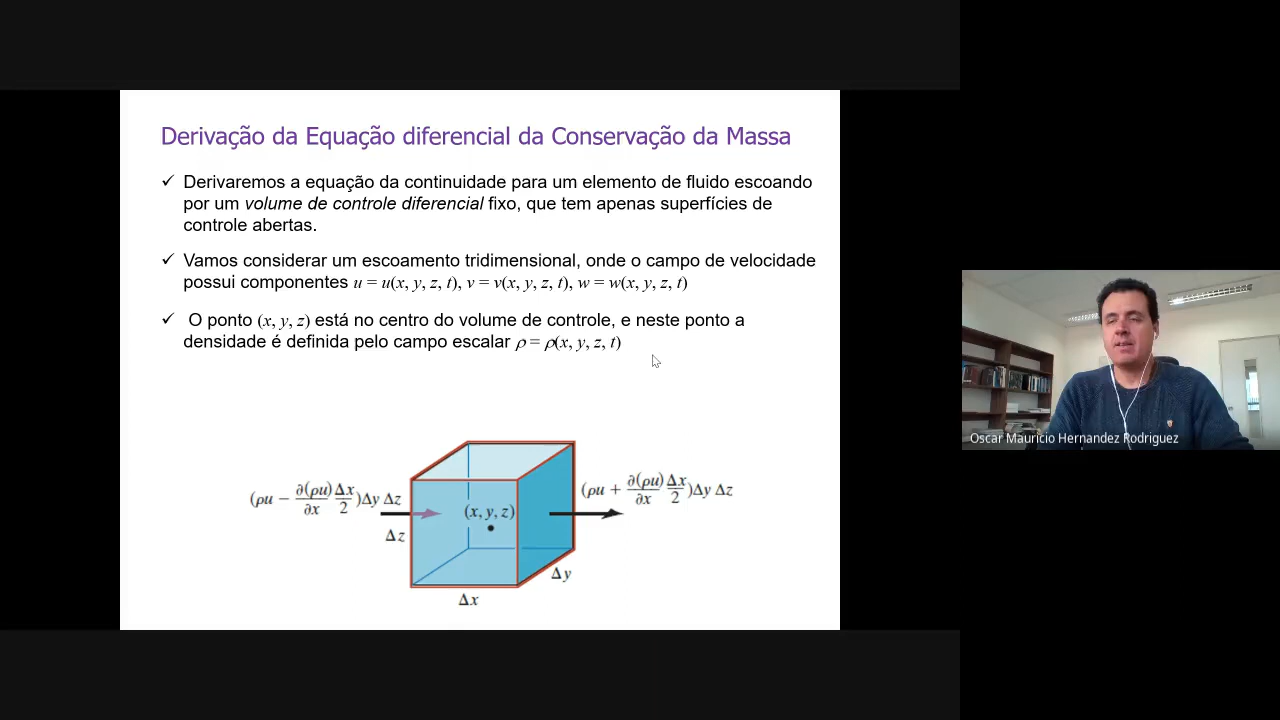 Derivação da Equação diferencial da Conservação da Massa
✓ Derivaremos a equação da continuidade para um elemento de fluido escoando
por um volume de controle diferencial fixo, que tem apenas superfícies de
controle abertas.
✓ Vamos considerar um escoamento tridimensional, onde o campo de velocidade
possui componentes u = u(x, y, z, t), v = v(x, y, z, t), w = w(x, y, z, t)
✓ O ponto (x, y, z) está no centro do volume de controle, e neste ponto a
densidade é definida pelo campo escalar ρ = ρ(x, y, z, t)
(ρu − ∂(ρu)/∂x Δx/2)Δy Δz
(ρu + ∂(ρu)/∂x Δx/2)Δy Δz
(x, y, z)
Δz
Δy
Δx
Oscar Mauricio Hernandez Rodriguez